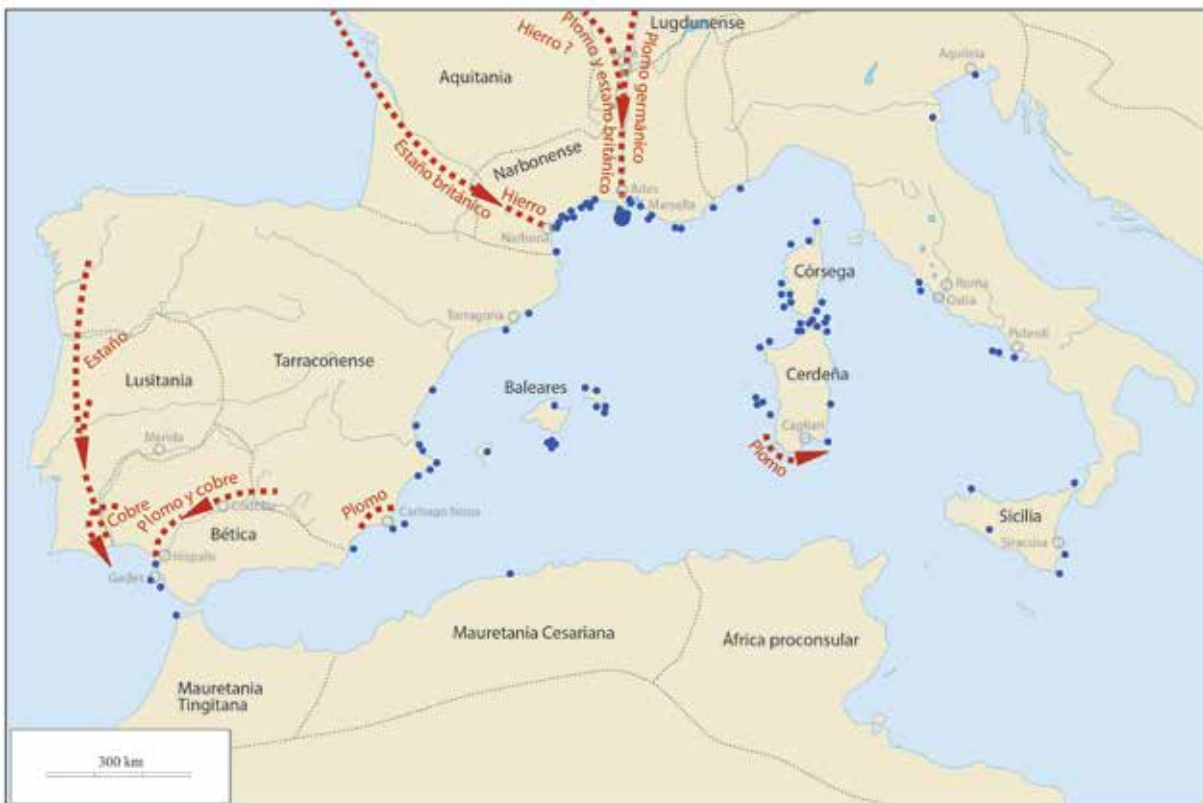 Lugdunense
Plomo y estaño británico
Hierro ?
Plomo germánico
Aquitania
Aquileia
Narbonense
Estaño británico
Hierro
Arles
Marsella
Narbona
Córsega
Roma
Ostia
Puteoli
Tarragona
Estaño
Tarraconense
Lusitania
Baleares
Cerdeña
Cagliari
Mérida
Plomo
Cobre
Plomo y cobre
Córdoba
Plomo
Carthago Nova
Bética
Hispalis
Gades
Sicilia
Siracusa
Mauretania Cesariana
África proconsular
Mauretania
Tingitana
300 km